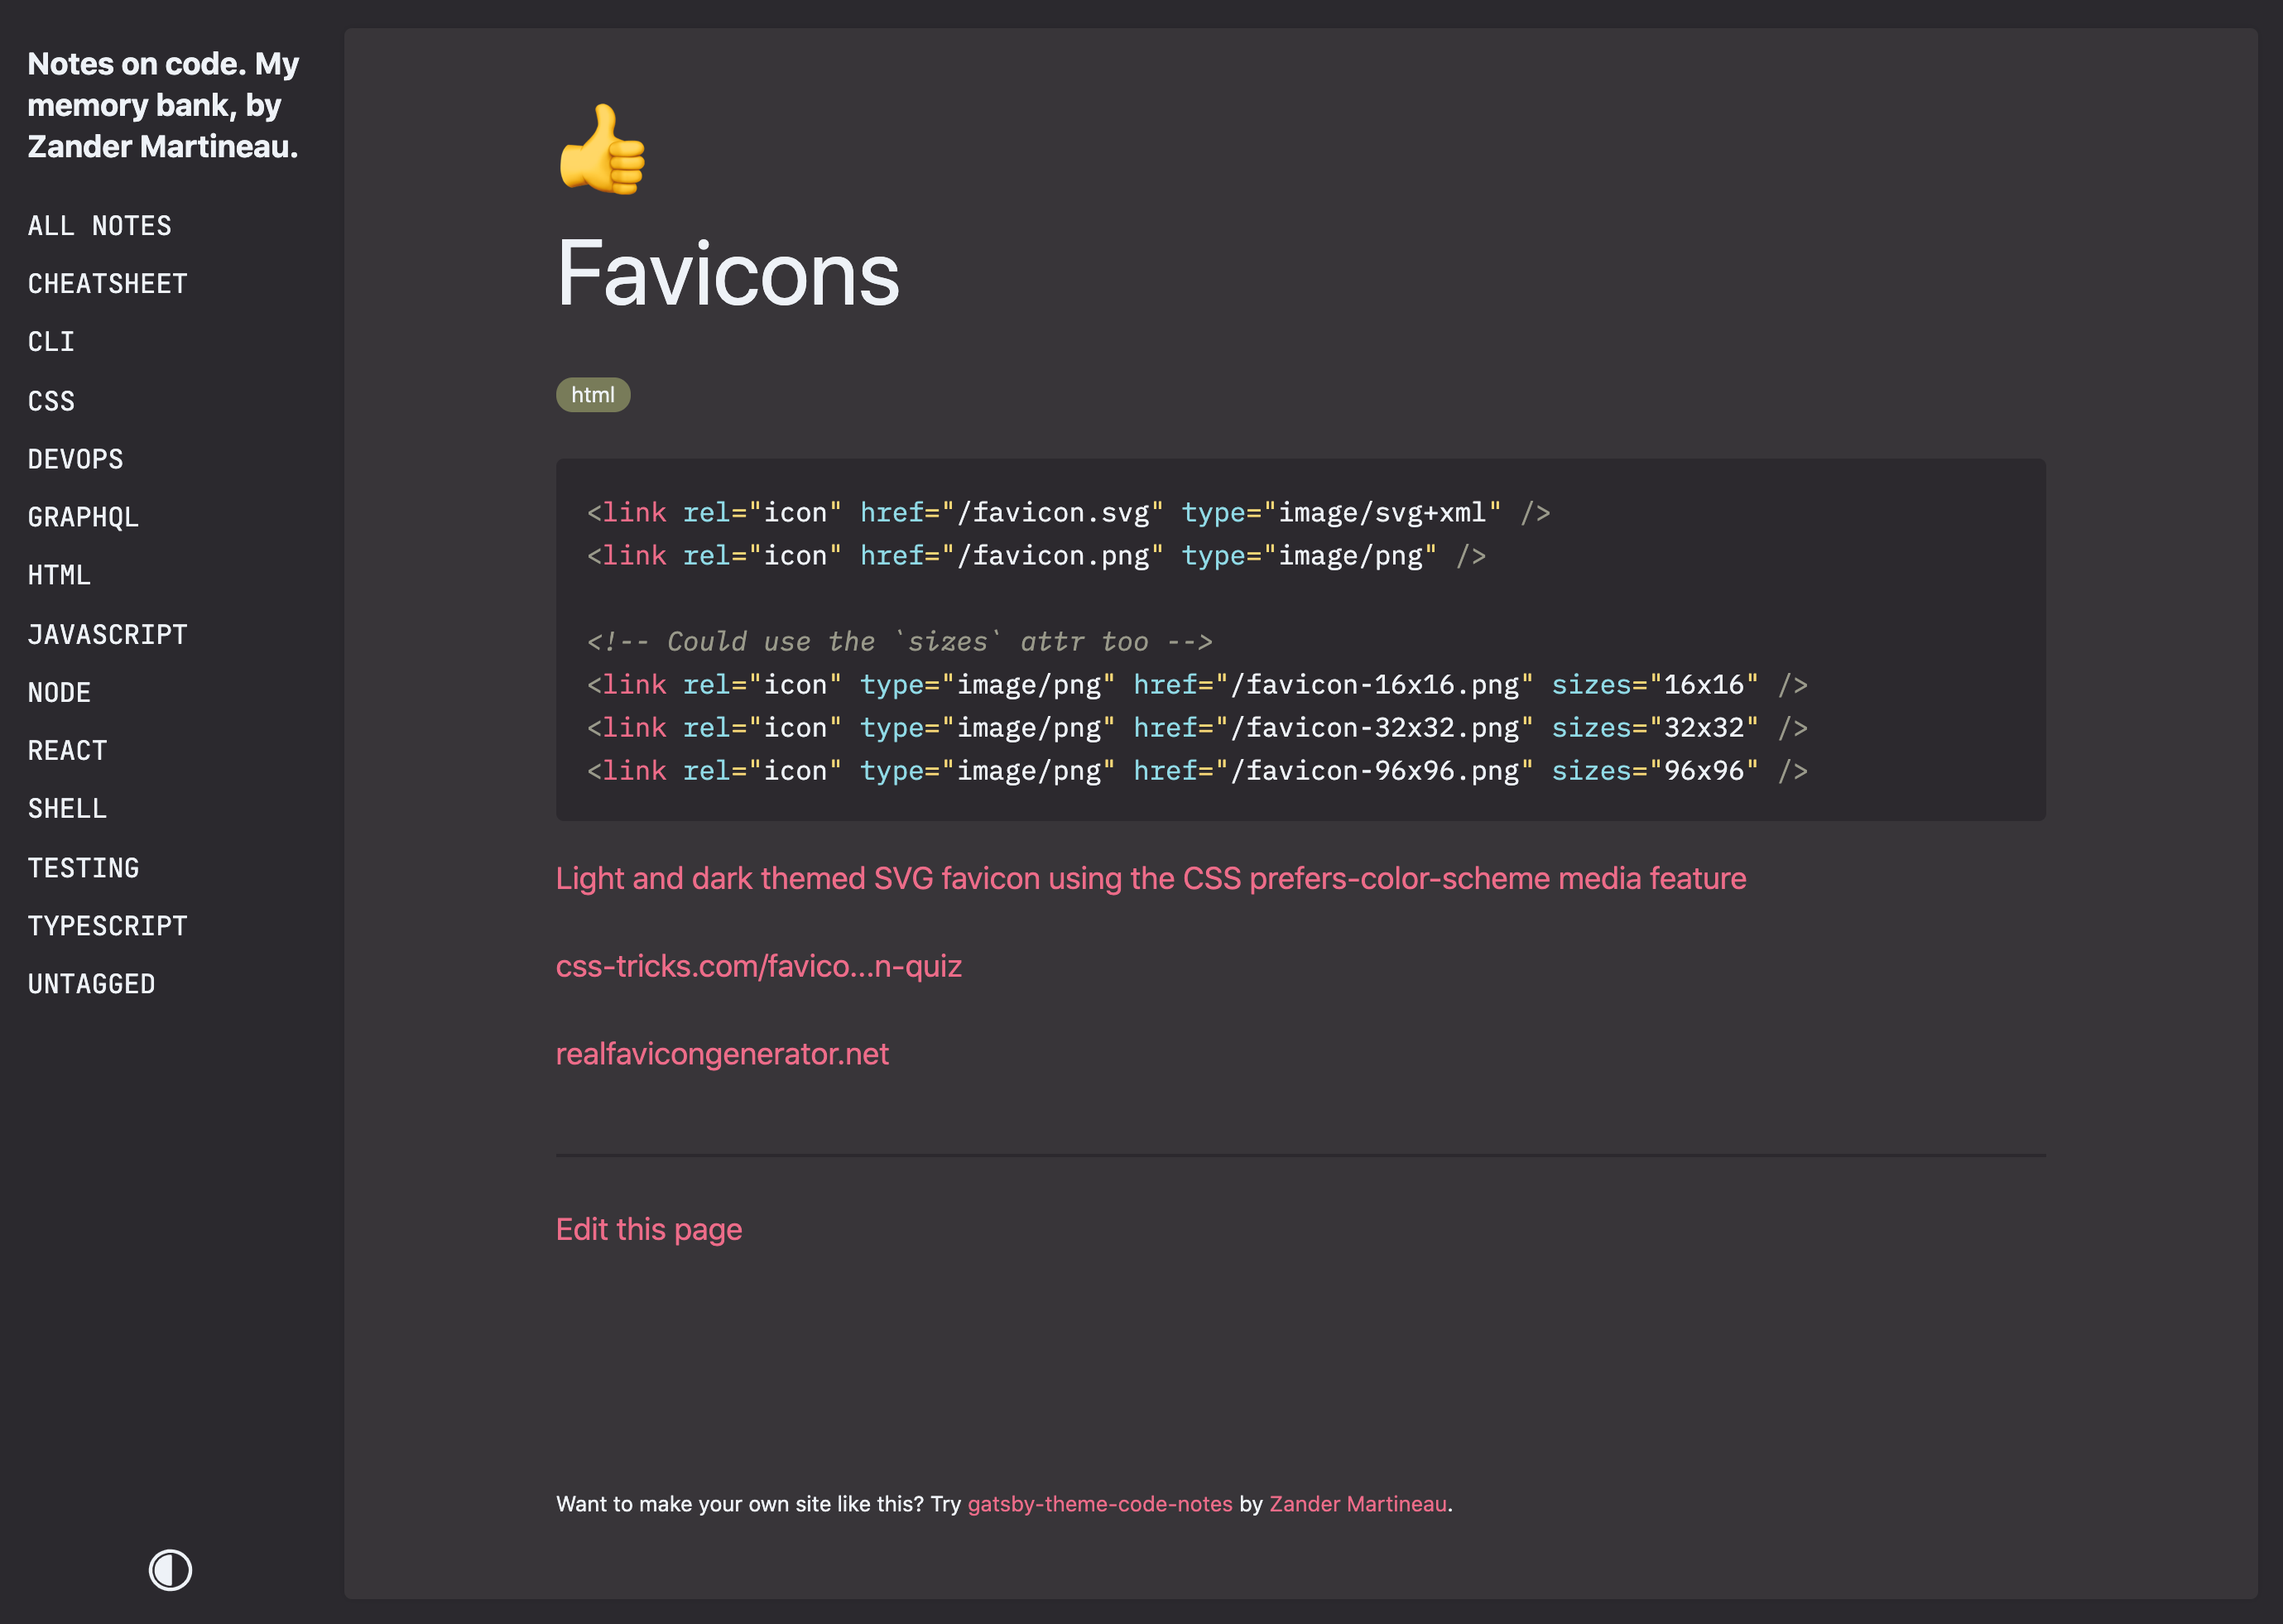 Notes on code. My
memory bank, by
Zander Martineau.
ALL NOTES
CHEATSHEET
CLI
CSS
DEVOPS
GRAPHQL
HTML
JAVASCRIPT
NODE
REACT
SHELL
TESTING
TYPESCRIPT
UNTAGGED
Favicons
html
<link rel="icon" href="/favicon.svg" type="image/svg+xml" />
<link rel="icon" href="/favicon.png" type="image/png" />
<!-- Could use the `sizes` attr too -->
<link rel="icon" type="image/png" href="/favicon-16x16.png" sizes="16x16" />
<link rel="icon" type="image/png" href="/favicon-32x32.png" sizes="32x32" />
<link rel="icon" type="image/png" href="/favicon-96x96.png" sizes="96x96" />
Light and dark themed SVG favicon using the CSS prefers-color-scheme media feature
css-tricks.com/favico...n-quiz
realfavicongenerator.net
Edit this page
Want to make your own site like this? Try gatsby-theme-code-notes by Zander Martineau.